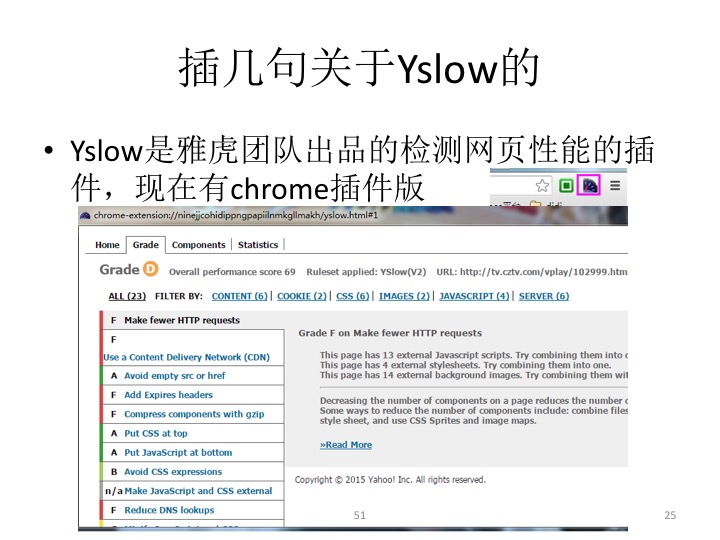 插几句关于Yslow的
• Yslow是雅虎团队出品的检测网页性能的插
件，现在有chrome插件版
chrome-extension://ninejjcohidippngpapiilnmkgllmakh/yslow.html#1
Home Grade Components Statistics
Grade D Overall performance score 69 Ruleset applied: YSlow(V2) URL: http://tv.cztv.com/vplay/102999.htm
ALL (23) FILTER BY: CONTENT (6) | COOKIE (2) | CSS (6) | IMAGES (2) | JAVASCRIPT (4) | SERVER (6)
F Make fewer HTTP requests
F
Use a Content Delivery Network (CDN)
A Avoid empty src or href
F Add Expires headers
F Compress components with gzip
A Put CSS at top
A Put JavaScript at bottom
B Avoid CSS expressions
n/a Make JavaScript and CSS external
F Reduce DNS lookups
Grade F on Make fewer HTTP requests
This page has 13 external Javascript scripts. Try combining them into
This page has 4 external stylesheets. Try combining them into one.
This page has 14 external background images. Try combining them
Decreasing the number of components on a page reduces the number
Some ways to reduce the number of components include: combine files
style sheet, and use CSS Sprites and image maps.
»Read More
Copyright © 2015 Yahoo! Inc. All rights reserved.
51
25